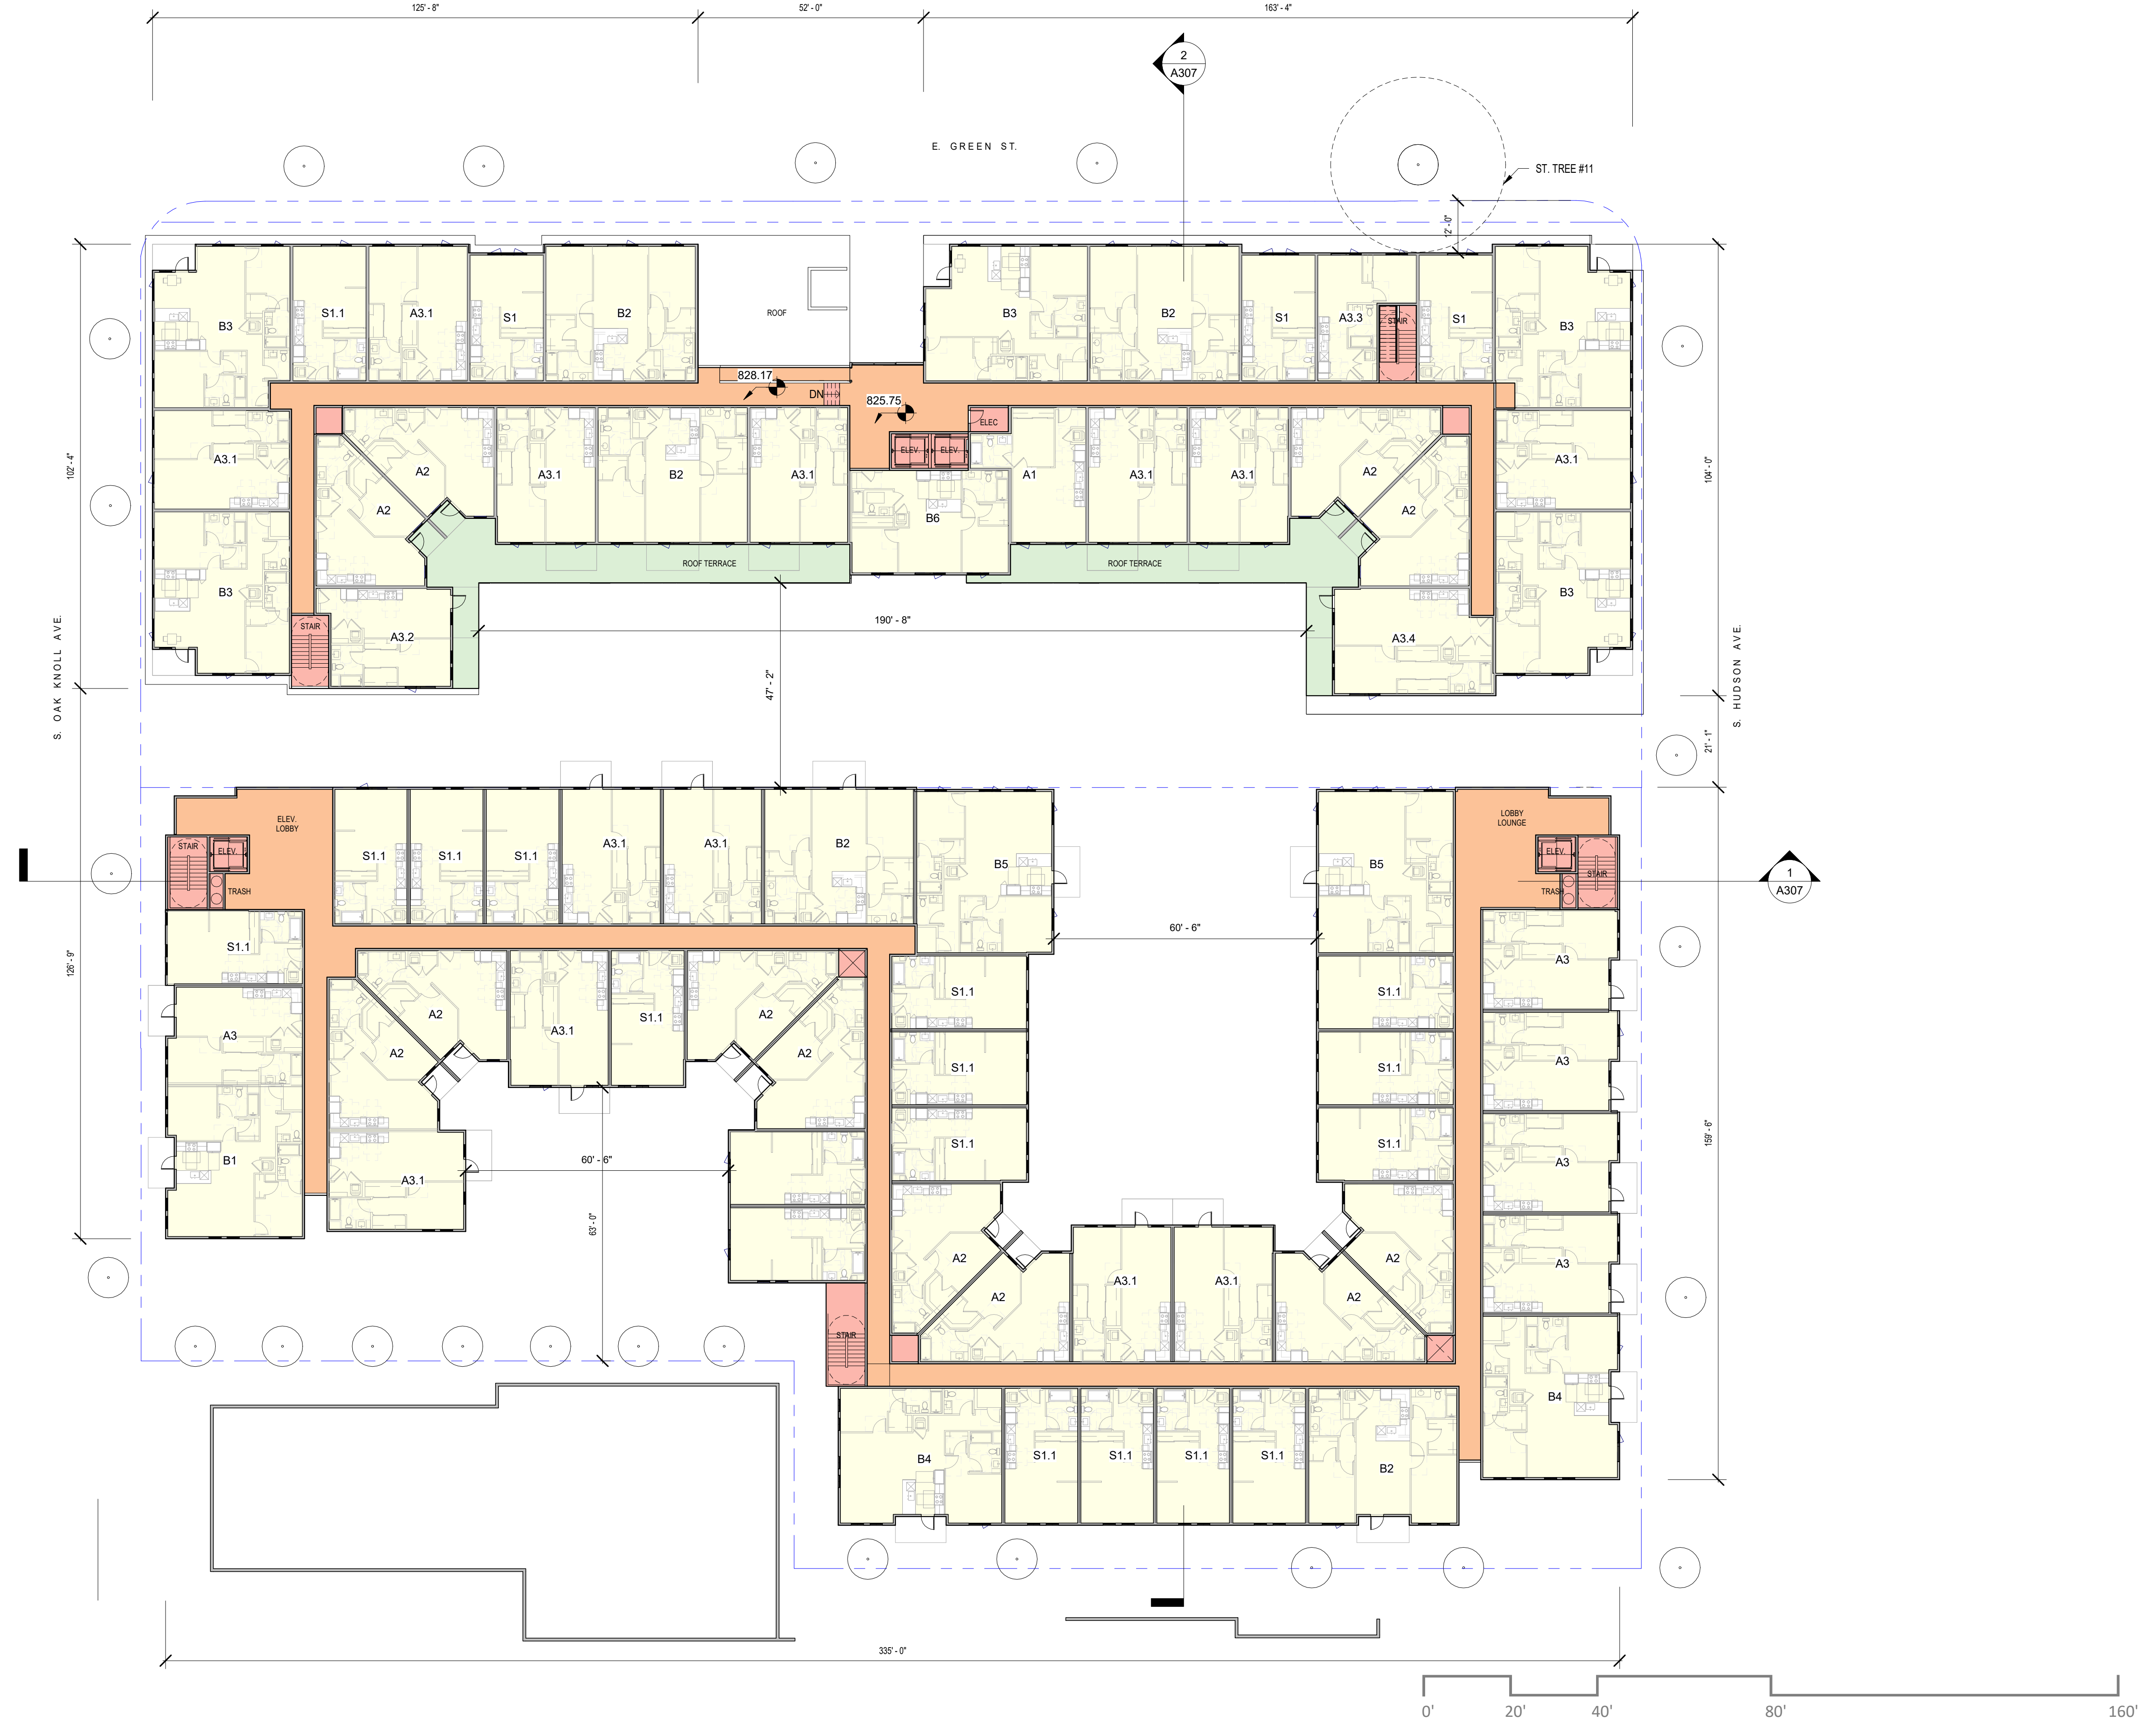 125' - 8"
52' - 0"
163' - 4"
2
A307
E. GREEN ST.
ST. TREE #11
12' - 0"
B3
S1.1
A3.1
S1
B2
ROOF
B3
B2
S1
A3.3
STAIR
S1
B3
828.17
DN
825.75
ELEC
ELEV.
ELEV.
102' - 4"
104' - 0"
A3.1
A2
A2
A3.1
B2
A3.1
B6
A1
A3.1
A3.1
A2
A2
A3.1
ROOF TERRACE
ROOF TERRACE
B3
STAIR
A3.2
190' - 8"
A3.4
B3
S. OAK KNOLL AVE.
S. HUDSON AVE.
47' - 2"
21' - 1"
ELEV.
LOBBY
LOBBY
LOUNGE
STAIR
ELEV.
TRASH
S1.1
S1.1
S1.1
A3.1
A3.1
B2
B5
B5
ELEV.
STAIR
TRASH
1
A307
60' - 6"
126' - 9"
S1.1
A3
B1
A2
A2
A3.1
S1.1
A2
A2
A3.1
60' - 6"
63' - 0"
S1.1
S1.1
S1.1
S1.1
S1.1
S1.1
A3
A3
A3
A3
159' - 6"
A2
A2
A3.1
A3.1
A2
A2
STAIR
B4
B4
S1.1
S1.1
S1.1
S1.1
B2
335' - 0"
0'
20'
40'
80'
160'